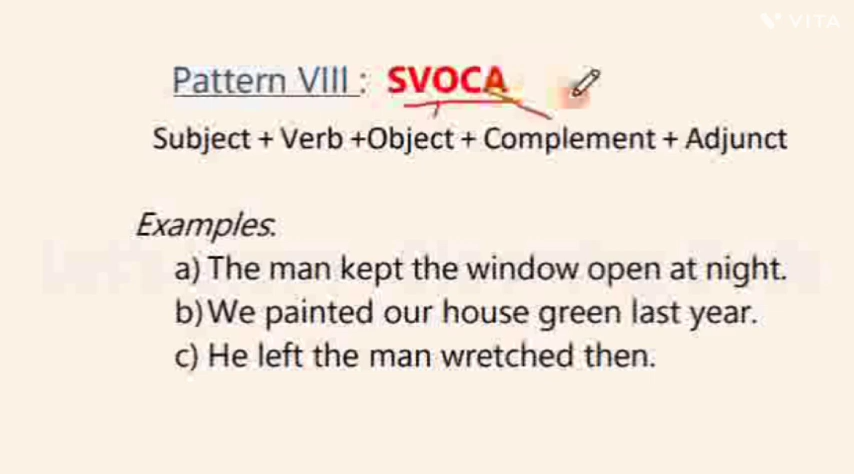 VITA
Pattern VIII : SVOCA
Subject + Verb +Object + Complement + Adjunct
Examples:
a) The man kept the window open at night.
b)We painted our house green last year.
c) He left the man wretched then.